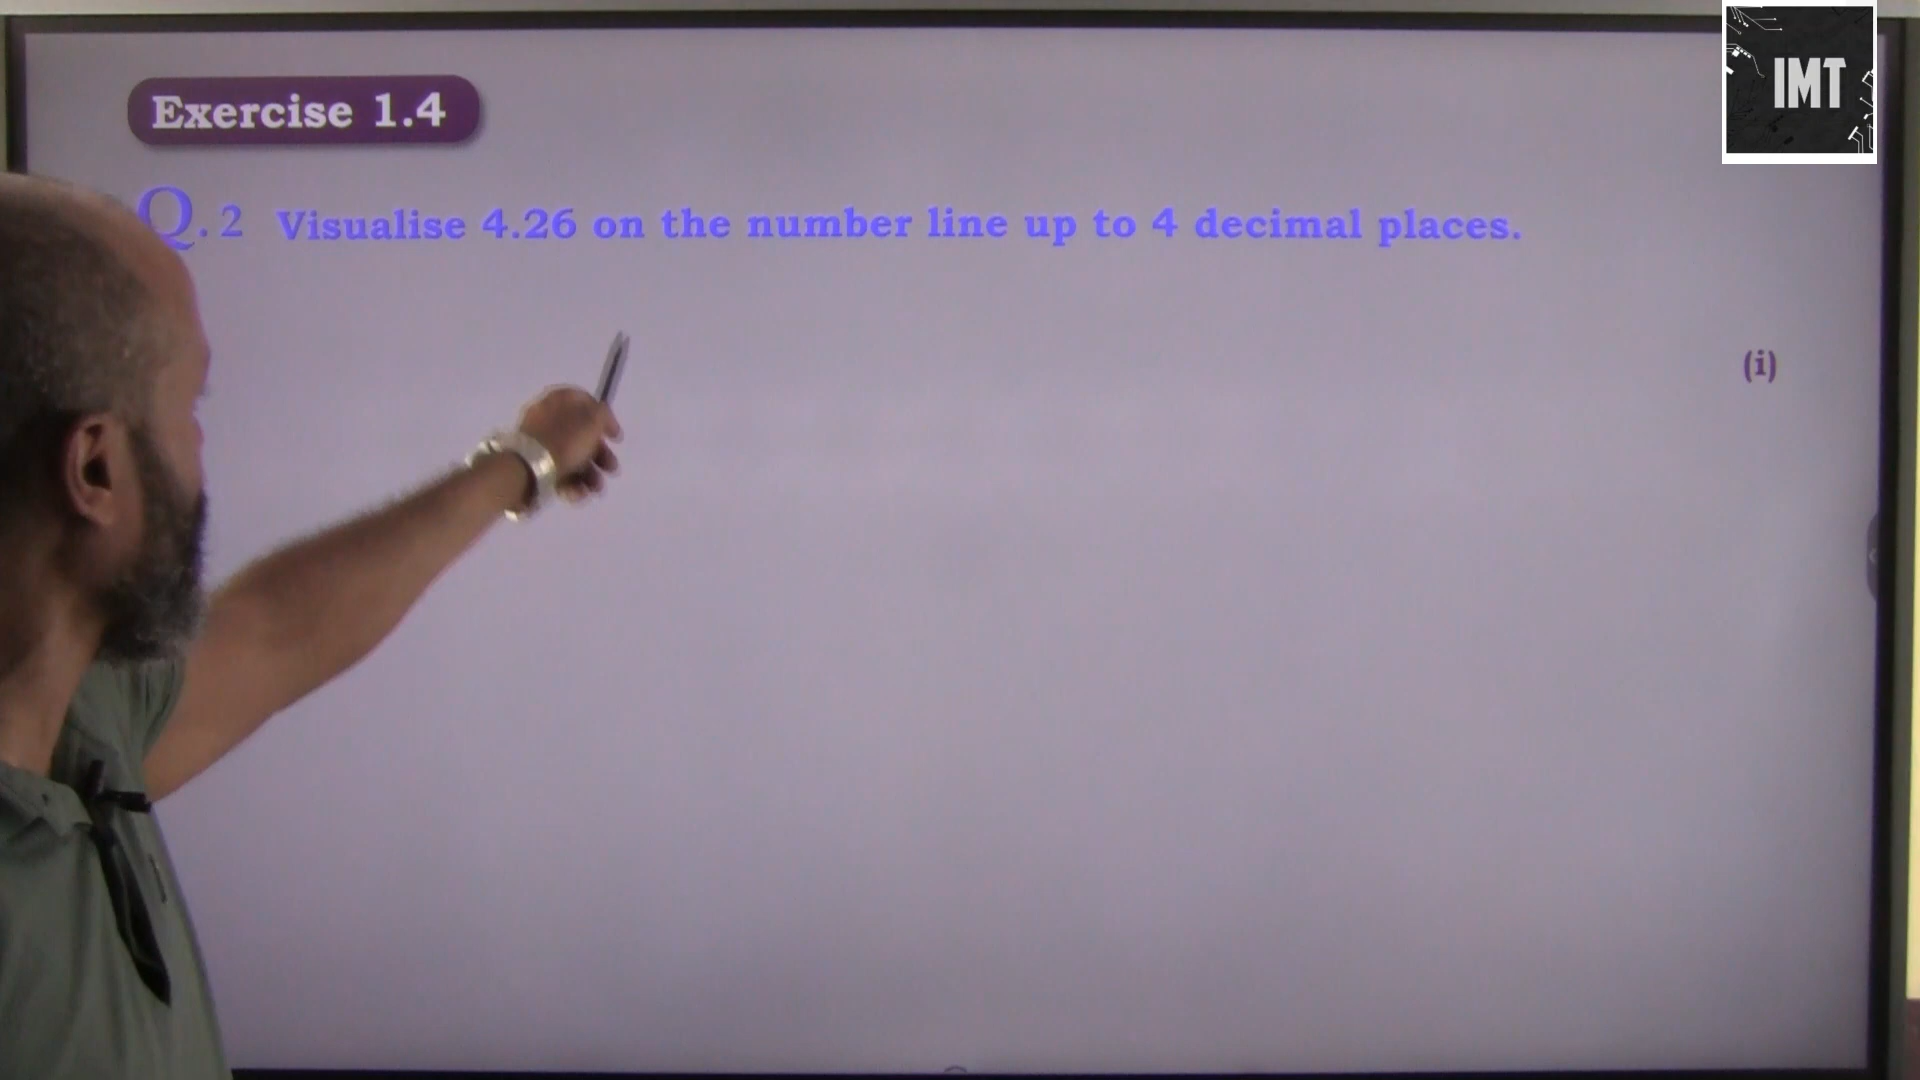 IMT
Exercise 1.4
Q.2 Visualise 4.26 on the number line up to 4 decimal places.
(i)